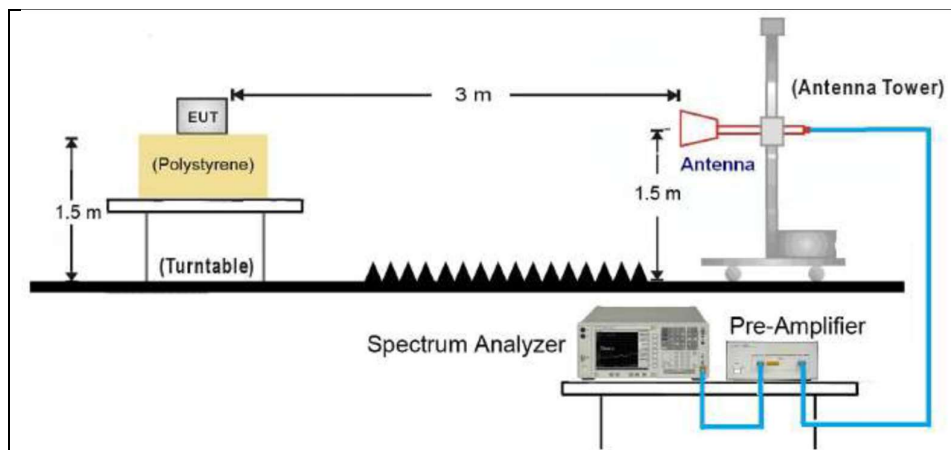 3 m
(Antenna Tower)
EUT
(Polystyrene)
Antenna
1.5 m
1.5 m
(Turntable)
Spectrum Analyzer
Pre-Amplifier